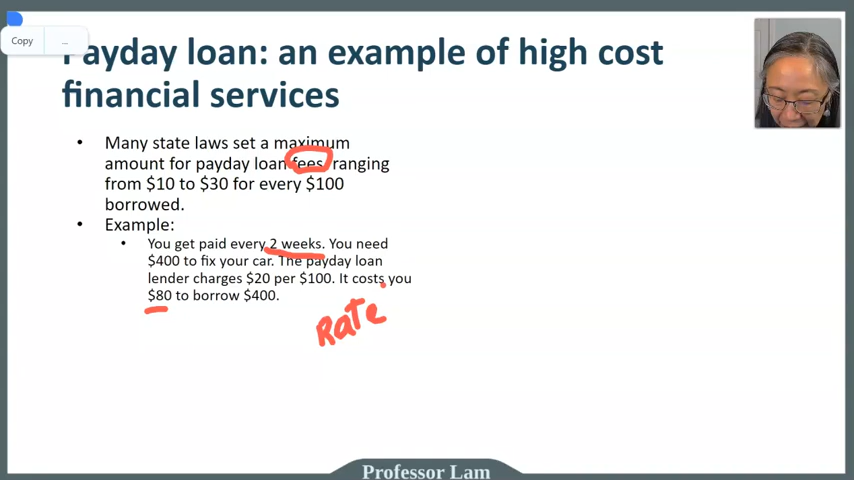 Copy
...
Payday loan: an example of high cost
financial services
• Many state laws set a maximum
amount for payday loan fees, ranging
from $10 to $30 for every $100
borrowed.
• Example:
• You get paid every 2 weeks. You need
$400 to fix your car. The payday loan
lender charges $20 per $100. It costs you
$80 to borrow $400.
Rate
Professor Lam